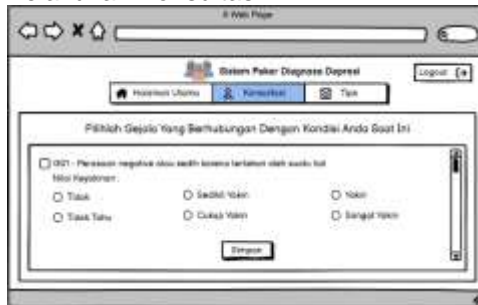 A Web Page
Sistem Pakar Diagnosa Depresi
Logout
Halaman Utama
Konsultasi
Tips
Pilihlah Gejala Yang Berhubungan Dengan Kondisi Anda Saat Ini
G01 - Perasaan negative atau sedih karena tertekan oleh suatu hal
Nilai Keyakinan :
Tidak
Sedikit Yakin
Yakin
Tidak Tahu
Cukup Yakin
Sangat Yakin
Simpan